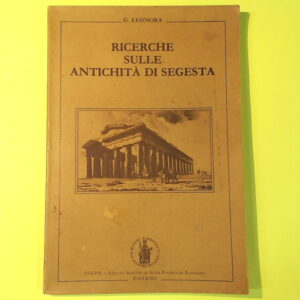 G. LEONORA
RICERCHE
SULLE
ANTICHITÀ DI SEGESTA
PALERMO